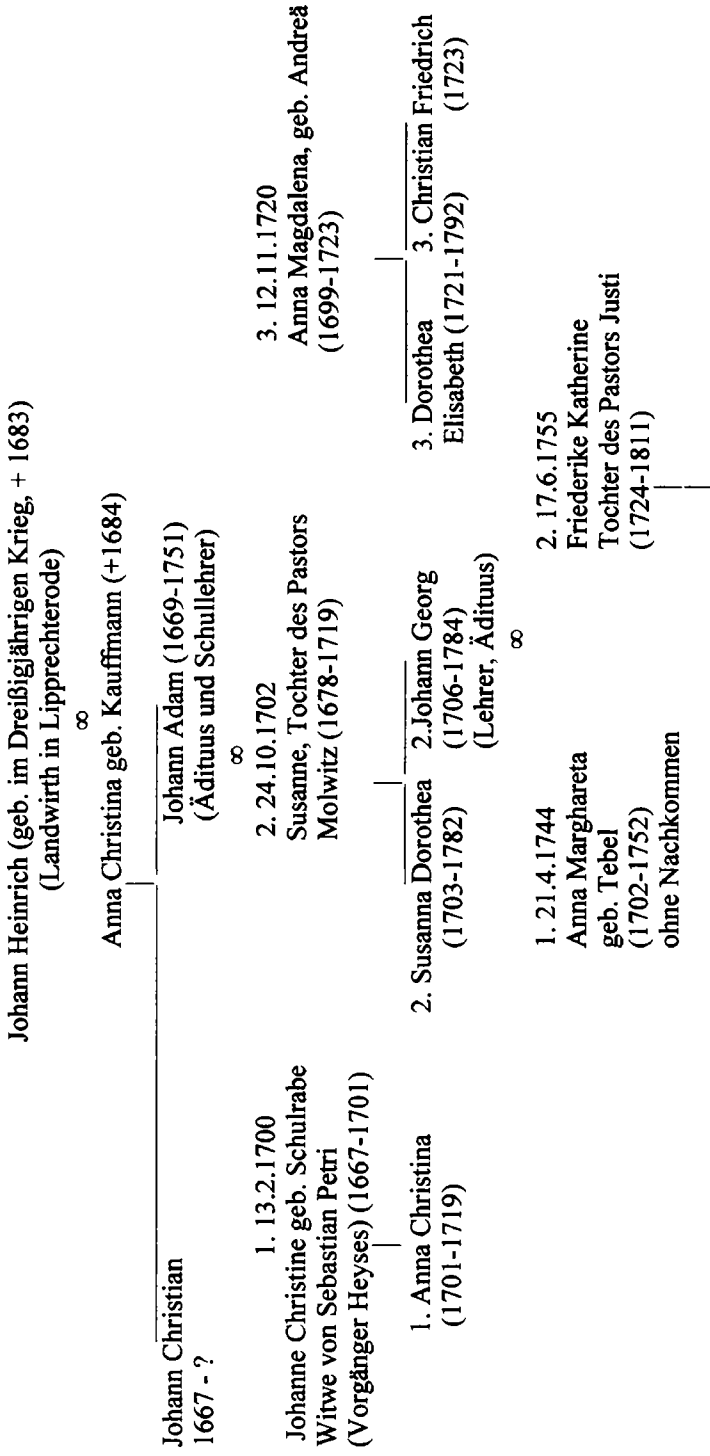 Johann Heinrich (geb. im Dreißigjährigen Krieg, + 1683)
(Landwirth in Lipprechterode)
∞
Anna Christina geb. Kauffmann (+1684)
Johann Christian
1667 - ?
Johann Adam (1669-1751)
(Ädituus und Schullehrer)
∞
1. 13.2.1700
Johanne Christine geb. Schulrabe
Witwe von Sebastian Petri
(Vorgänger Heyses) (1667-1701)
2. 24.10.1702
Susanne, Tochter des Pastors
Molwitz (1678-1719)
3. 12.11.1720
Anna Magdalena, geb. Andreä
(1699-1723)
1. Anna Christina
(1701-1719)
2. Susanna Dorothea
(1703-1782)
2.Johann Georg
(1706-1784)
(Lehrer, Ädituus)
∞
3. Dorothea
Elisabeth (1721-1792)
3. Christian Friedrich
(1723)
1. 21.4.1744
Anna Marghareta
geb. Tebel
(1702-1752)
ohne Nachkommen
2. 17.6.1755
Friederike Katherine
Tochter des Pastors Justi
(1724-1811)